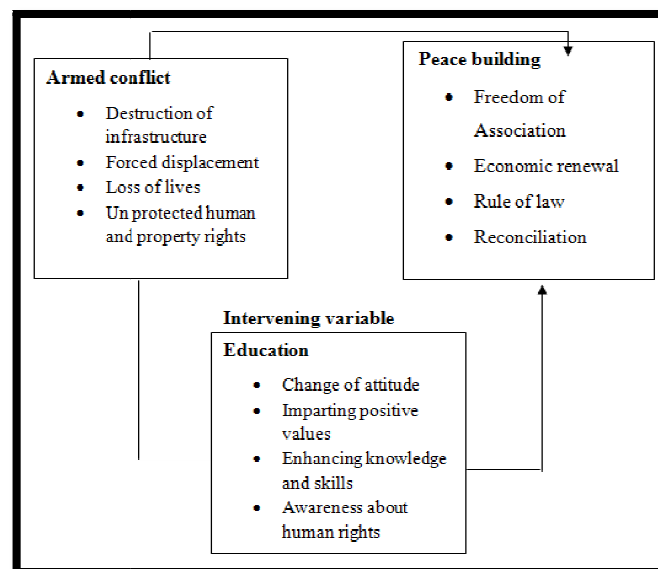 Armed conflict
• Destruction of
infrastructure
• Forced displacement
• Loss of lives
• Un protected human
and property rights
Peace building
• Freedom of
Association
• Economic renewal
• Rule of law
• Reconciliation
Intervening variable
Education
• Change of attitude
• Imparting positive
values
• Enhancing knowledge
and skills
• Awareness about
human rights